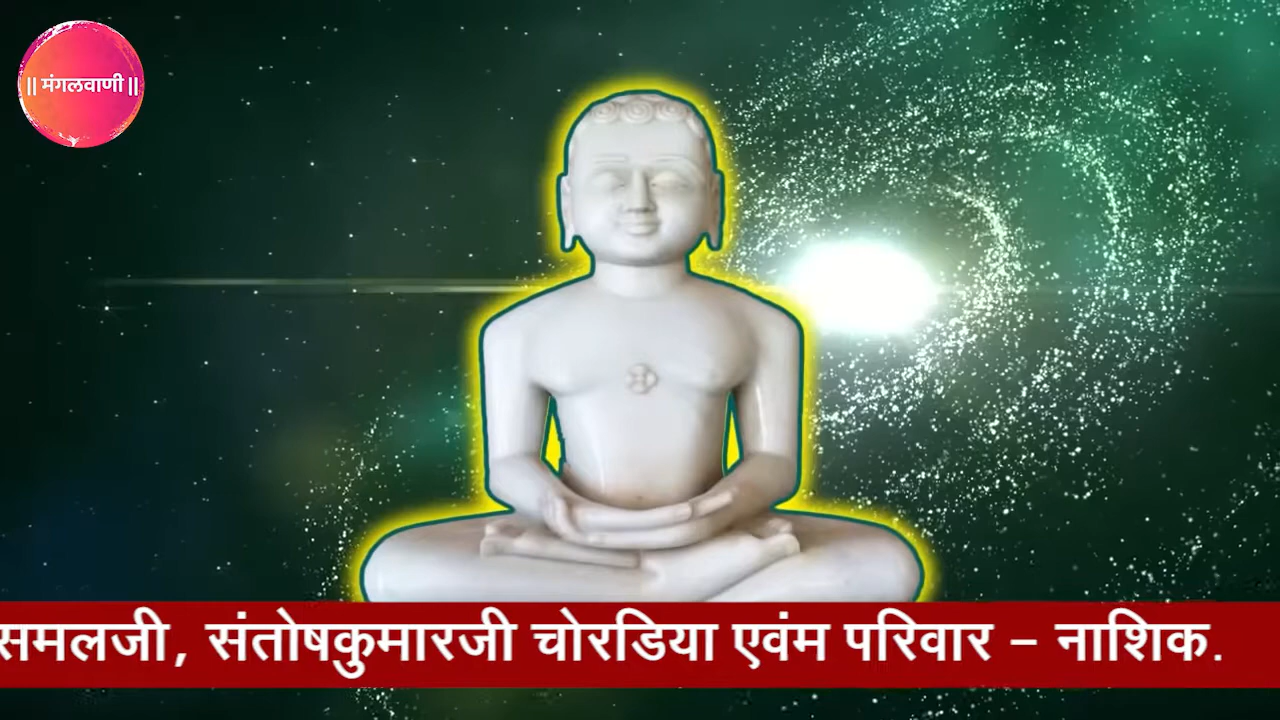 || मंगलवाणी ||
समलजी, संतोषकुमारजी चोरडिया एवंम परिवार – नाशिक.